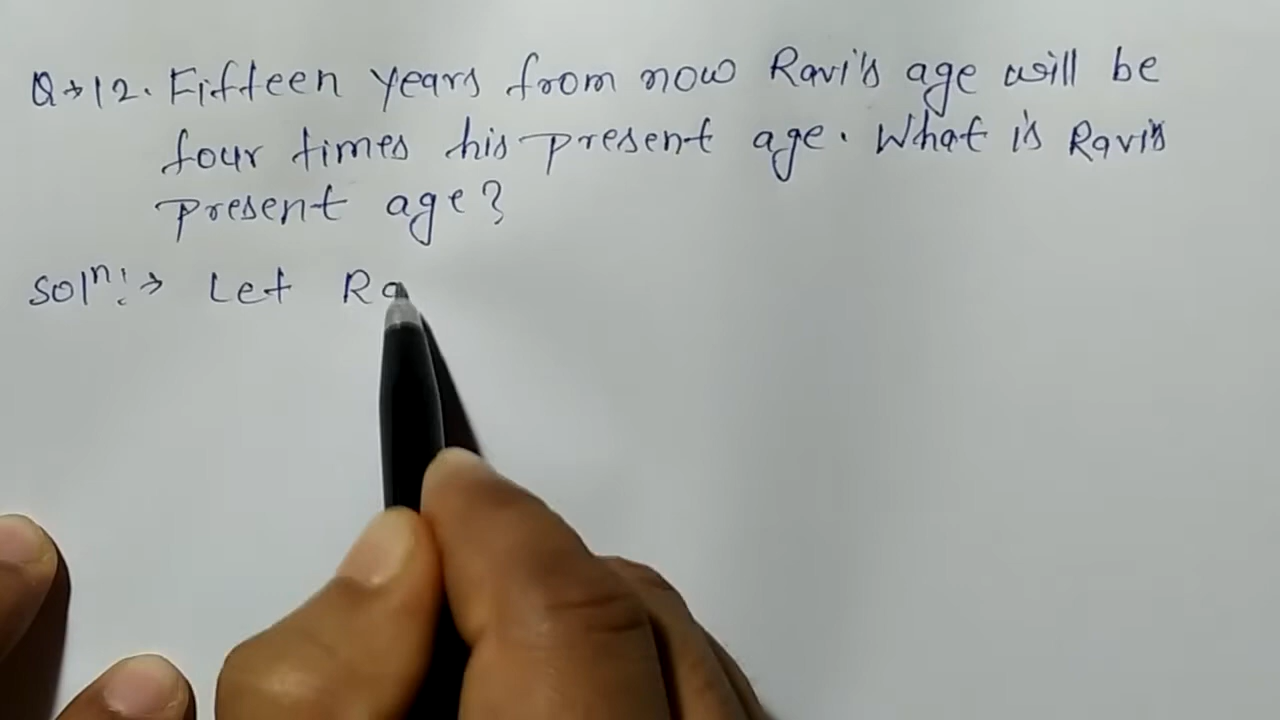 Q→12. Fifteen years from now Ravi's age will be
four times his present age. What is Ravi's
present age?
Solⁿ:→ Let Ra